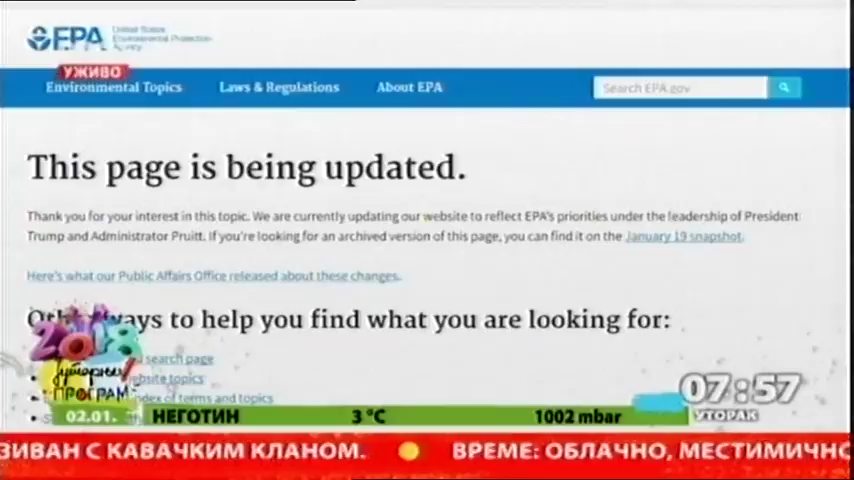 EPA
United States
Environmental Protection
Agency
УЖИВО
Environmental Topics
Laws & Regulations
About EPA
Search EPA.gov
This page is being updated.
Thank you for your interest in this topic. We are currently updating our website to reflect EPA's priorities under the leadership of President
Trump and Administrator Pruitt. If you're looking for an archived version of this page, you can find it on the January 19 snapshot.
Here's what our Public Affairs Office released about these changes.
ways to help you find what you are looking for:
2018
search page
Јутарњи
website topics
ПРОГРАМ
index of terms and topics
07:57
02.01.
НЕГОТИН
3 °C
1002 mbar
УТОРАК
ЗИВАН С КАВАЧКИМ КЛАНОМ.
ВРЕМЕ: ОБЛАЧНО, МЕСТИМИЧНО